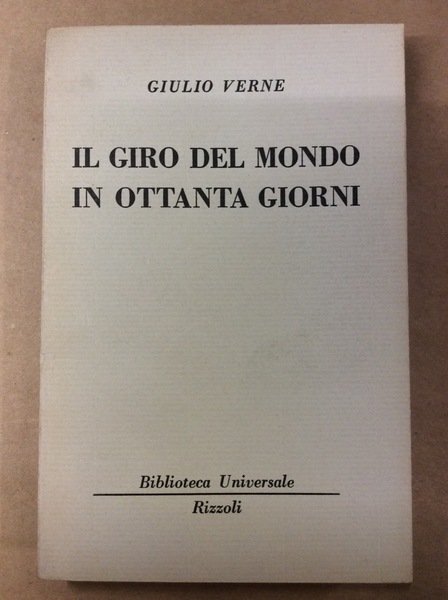 GIULIO VERNE
IL GIRO DEL MONDO
IN OTTANTA GIORNI
Biblioteca Universale
Rizzoli